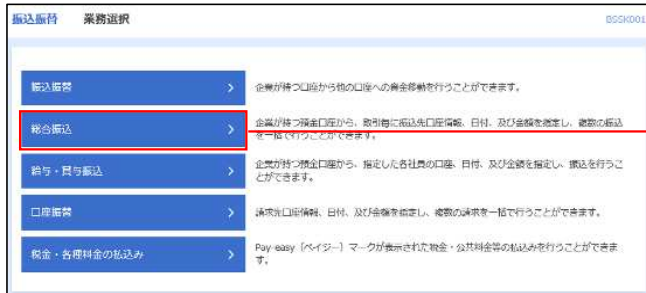 振込振替 業務選択 BSSK001
振込振替 企業が持つ口座から他の口座への資金移動を行うことができます。
総合振込 企業が持つ預金口座から、取引毎に振込先口座情報、日付、及び金額を指定し、複数の振込
を一括で行うことができます。
給与・賞与振込 企業が持つ預金口座から、指定した各社員の口座、日付、及び金額を指定し、振込を行うこ
とができます。
口座振替 請求先口座情報、日付、及び金額を指定し、複数の請求を一括で行うことができます。
税金・各種料金の払込み Pay-easy（ペイジー）マークが表示された税金・公共料金等の払込みを行うことができま
す。